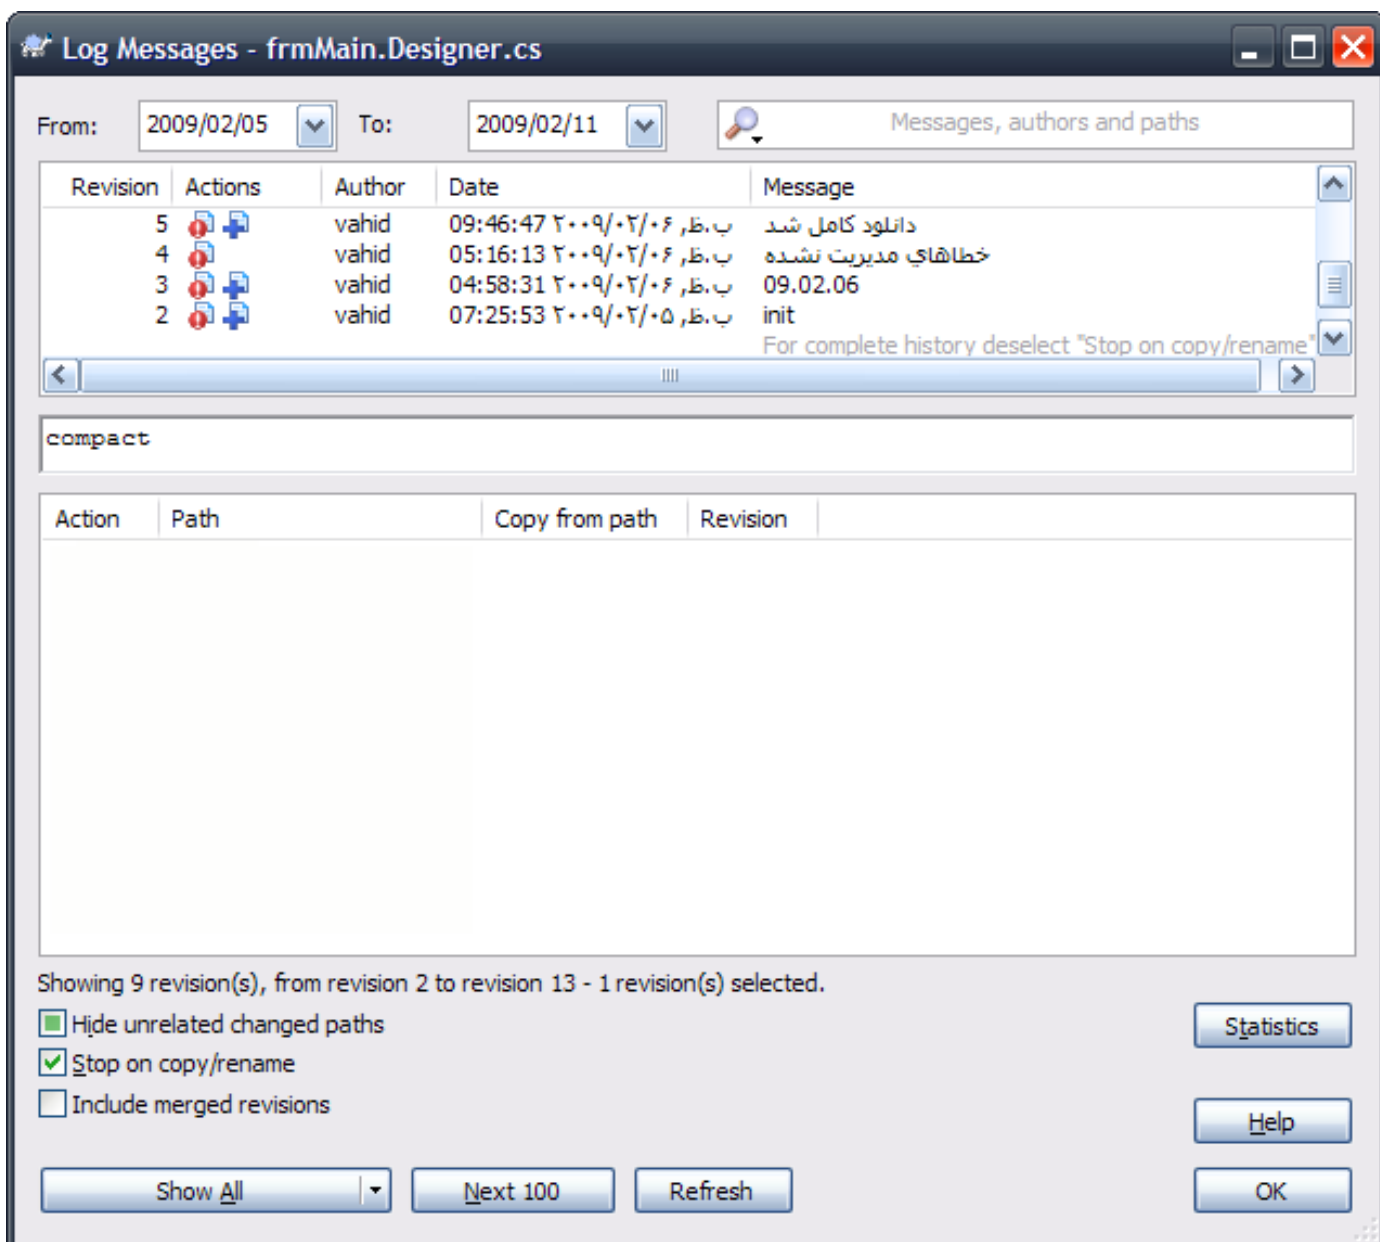 Log Messages - frmMain.Designer.cs
From: 2009/02/05 To: 2009/02/11 Messages, authors and paths
Revision Actions Author Date Message
5 vahid 09:46:47 ۲۰۰۹/۰۲/۰۶ ,ب.ظ دانلود کامل شد
4 vahid 05:16:13 ۲۰۰۹/۰۲/۰۶ ,ب.ظ خطاهاي مديريت نشده
3 vahid 04:58:31 ۲۰۰۹/۰۲/۰۶ ,ب.ظ 09.02.06
2 vahid 07:25:53 ۲۰۰۹/۰۲/۰۵ ,ب.ظ init
For complete history deselect "Stop on copy/rename"
compact
Action Path Copy from path Revision
Showing 9 revision(s), from revision 2 to revision 13 - 1 revision(s) selected.
Hide unrelated changed paths
Statistics
Stop on copy/rename
Include merged revisions
Help
Show All Next 100 Refresh OK